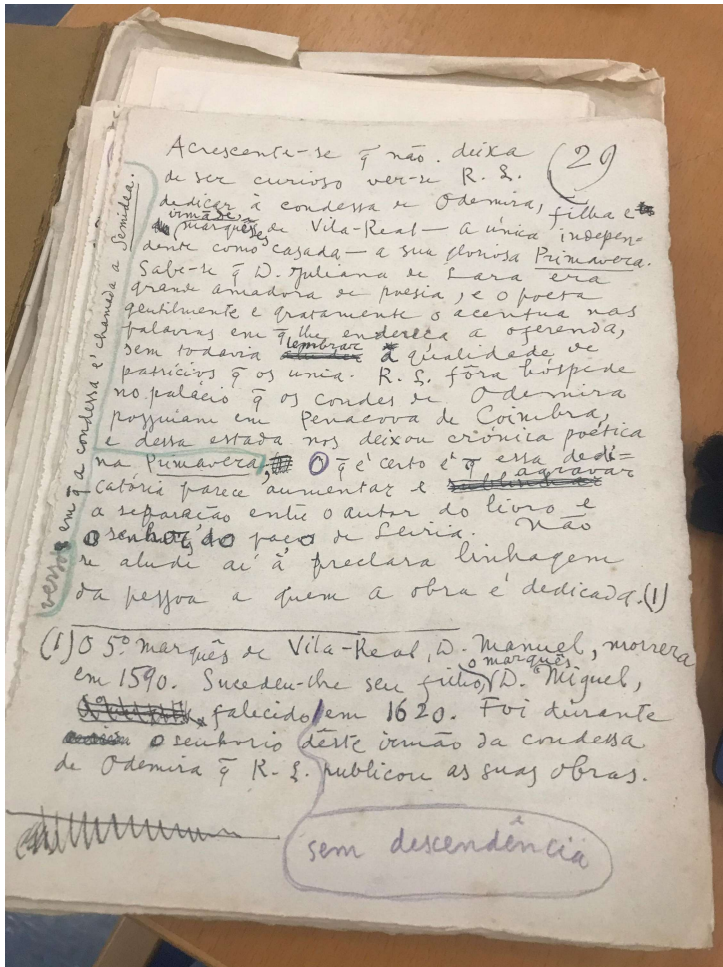 (29)
Acrescente-se q̄ não deixa
de ser curioso ver-se R. L.
dedicar à condessa de Odemira, filha e
irmã de
marquêses de Vila-Real — a única indepen-
dente como casada — a sua gloriosa Primavera.
Sabe-se q̄ D. Juliana de Lara era
grande amadora de poesia, e o poeta
gentilmente e gratamente o acentua nas
palavras em q̄ lhe endereça a oferenda,
sem todavia lembrar a qualidade de
patrícios q̄ os unia. R. L. fôra hóspede
no palácio q̄ os condes de Odemira
possuíam em Penacova de Coimbra,
e dessa estada nos deixou crónica poética
na Primavera,
versos em q̄ a condessa é chamada a Semidea.
O q̄ é certo é q̄ essa dedi=
catória parece aumentar e agravar
a separação entre o autor do livro e
o senhor do paço de Leiria. Não
se alude aí à preclara linhagem
da pessoa a quem a obra é dedicada.(1)
(1) O 5º marquês de Vila-Real, D. Manuel, morrera
em 1590. Sucedeu-lhe seu filho, o marquês D. Miguel,
falecido em 1620. Foi durante
sem descendência
o senhorio dêste irmão da condessa
de Odemira q̄ R. L. publicou as suas obras.